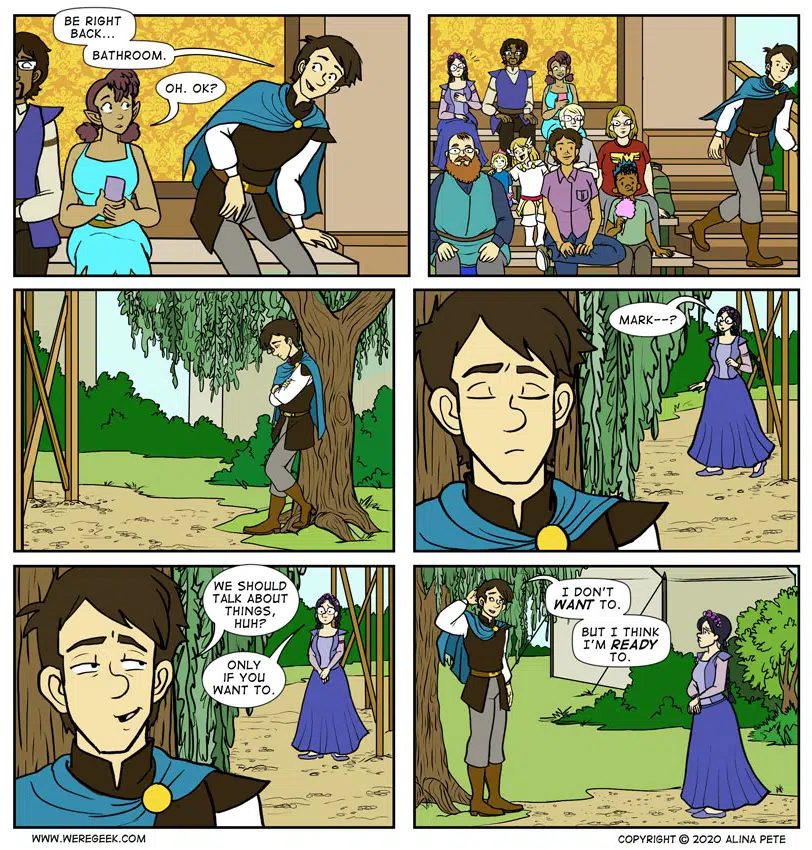 BE RIGHT
BACK...
BATHROOM.
OH. OK?
MARK--?
WE SHOULD
TALK ABOUT
THINGS,
HUH?
ONLY
IF YOU
WANT TO.
I DON'T
WANT TO.
BUT I THINK
I'M READY
TO.
WWW.WEREGEEK.COM
COPYRIGHT © 2020 ALINA PETE